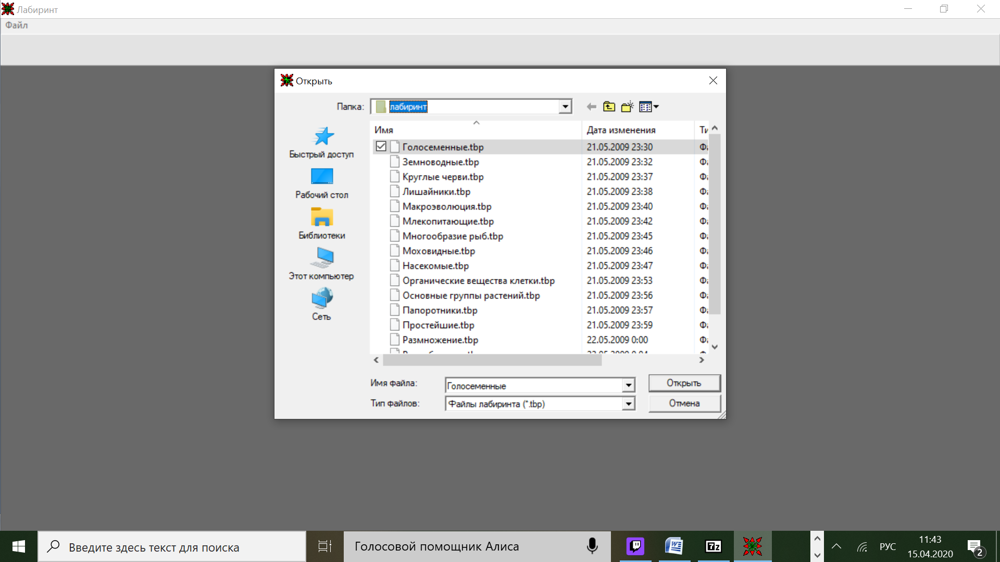 Лабиринт
Файл
Открыть
Папка: лабиринт
Имя Дата изменения Ти
Голосеменные.tbp 21.05.2009 23:30
Земноводные.tbp 21.05.2009 23:32
Круглые черви.tbp 21.05.2009 23:37
Лишайники.tbp 21.05.2009 23:38
Макроэволюция.tbp 21.05.2009 23:40
Млекопитающие.tbp 21.05.2009 23:42
Многообразие рыб.tbp 21.05.2009 23:45
Моховидные.tbp 21.05.2009 23:46
Насекомые.tbp 21.05.2009 23:47
Органические вещества клетки.tbp 21.05.2009 23:53
Основные группы растений.tbp 21.05.2009 23:56
Папоротники.tbp 21.05.2009 23:57
Простейшие.tbp 21.05.2009 23:59
Размножение.tbp 22.05.2009 0:00
Быстрый доступ
Рабочий стол
Библиотеки
Этот компьютер
Сеть
Имя файла: Голосеменные Открыть
Тип файлов: Файлы лабиринта (*.tbp) Отмена
Введите здесь текст для поиска
Голосовой помощник Алиса
7z
РУС
11:43
15.04.2020
2